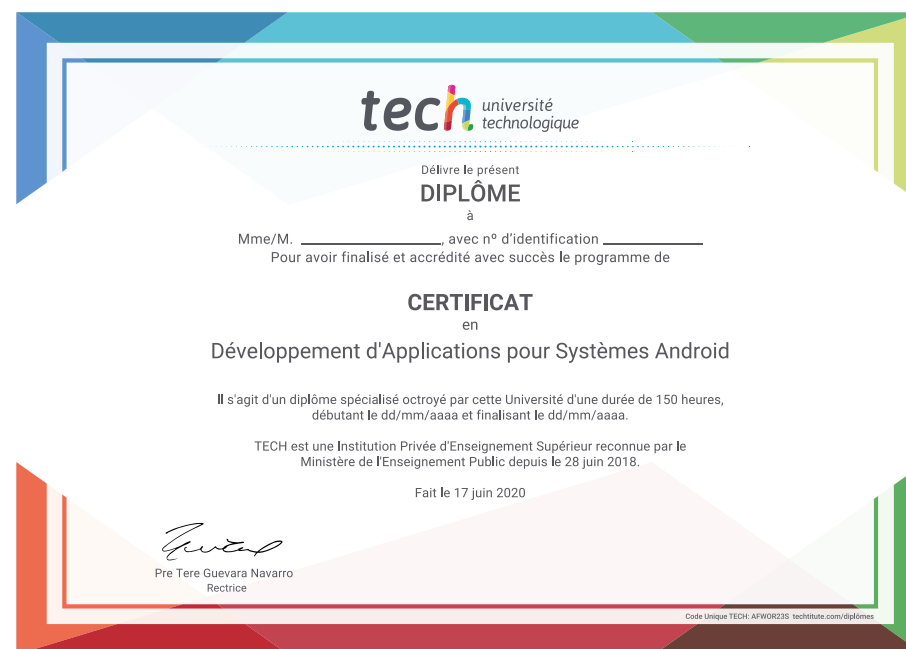 tech université
technologique
Délivre le présent
DIPLÔME
à
Mme/M. ____________________, avec nº d'identification ______________
Pour avoir finalisé et accrédité avec succès le programme de
CERTIFICAT
en
Développement d'Applications pour Systèmes Android
Il s'agit d'un diplôme spécialisé octroyé par cette Université d'une durée de 150 heures,
débutant le dd/mm/aaaa et finalisant le dd/mm/aaaa.
TECH est une Institution Privée d'Enseignement Supérieur reconnue par le
Ministère de l'Enseignement Public depuis le 28 juin 2018.
Fait le 17 juin 2020
Pre Tere Guevara Navarro
Rectrice
Code Unique TECH: AFWOR23S techtitute.com/diplômes